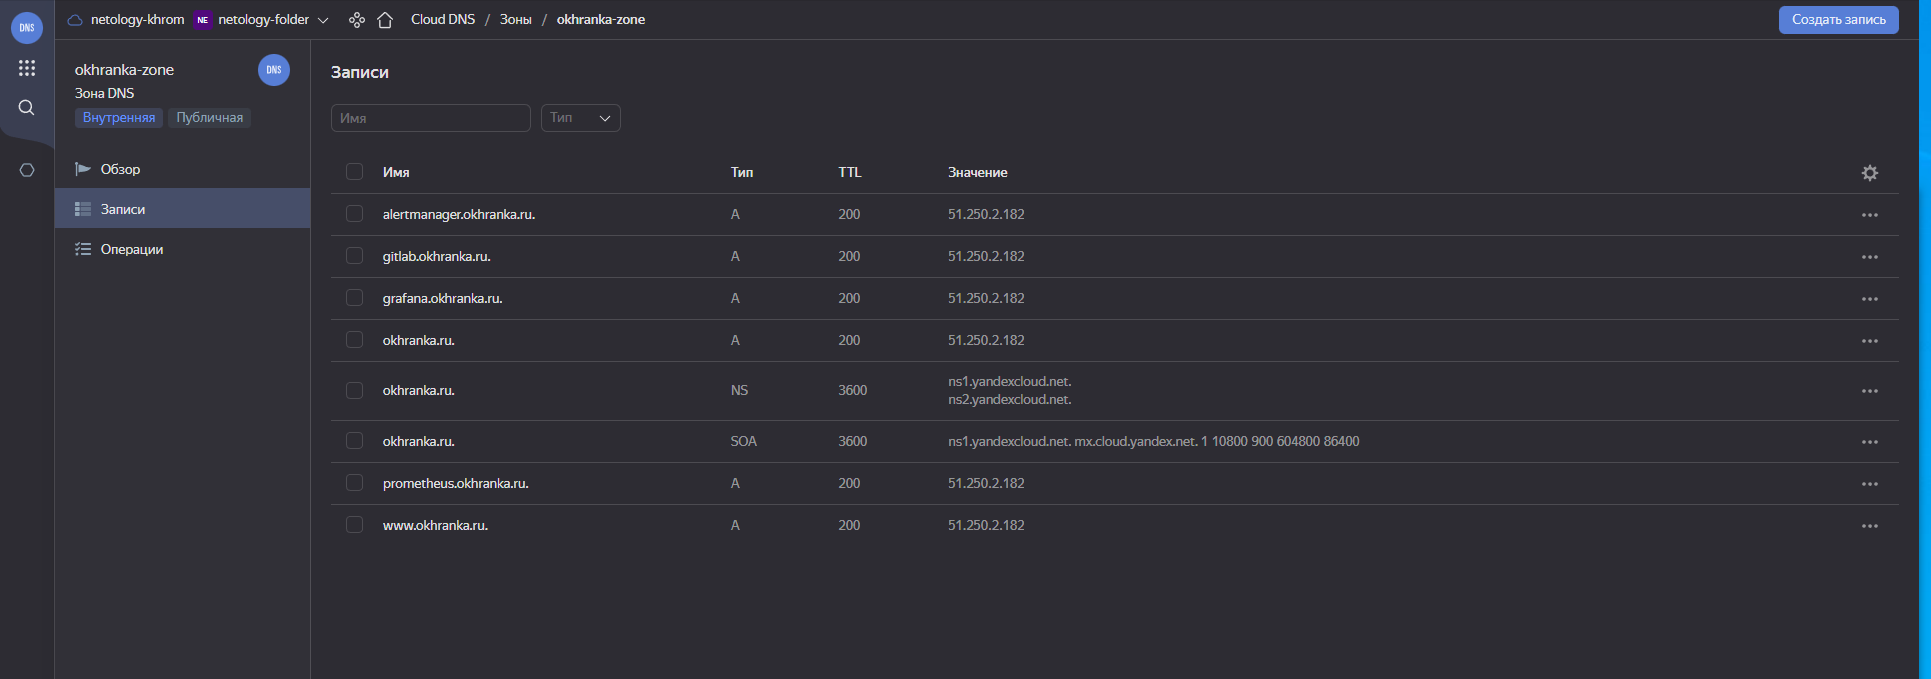 DNS
netology-khrom NE netology-folder Cloud DNS / Зоны / okhranka-zone Создать запись
okhranka-zone DNS
Зона DNS
Внутренняя Публичная
Обзор
Записи
Операции
Записи
Имя Тип
Имя Тип TTL Значение
alertmanager.okhranka.ru. A 200 51.250.2.182
gitlab.okhranka.ru. A 200 51.250.2.182
grafana.okhranka.ru. A 200 51.250.2.182
okhranka.ru. A 200 51.250.2.182
okhranka.ru. NS 3600 ns1.yandexcloud.net.
ns2.yandexcloud.net.
okhranka.ru. SOA 3600 ns1.yandexcloud.net. mx.cloud.yandex.net. 1 10800 900 604800 86400
prometheus.okhranka.ru. A 200 51.250.2.182
www.okhranka.ru. A 200 51.250.2.182